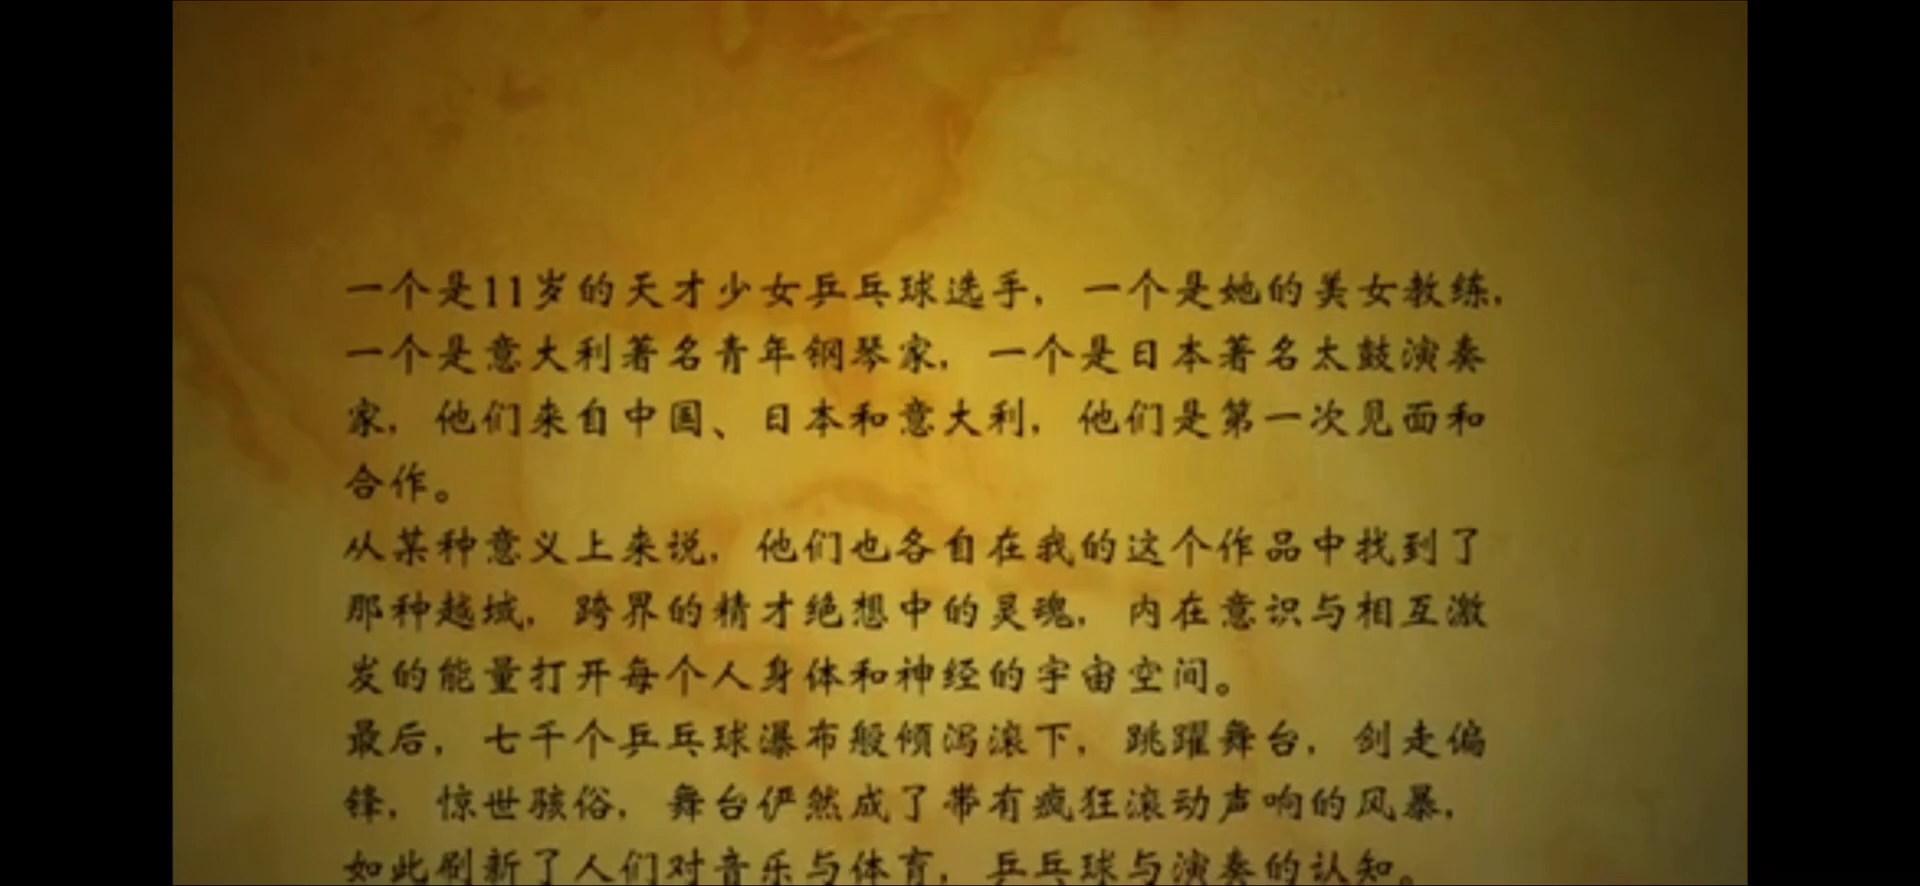 一个是11岁的天才少女乒乓球选手，一个是她的美女教练，
一个是意大利著名青年钢琴家，一个是日本著名太鼓演奏
家，他们来自中国、日本和意大利，他们是第一次见面和
合作。
从某种意义上来说，他们也各自在我的这个作品中找到了
那种越域，跨界的精才绝想中的灵魂，内在意识与相互激
发的能量打开每个人身体和神经的宇宙空间。
最后，七千个乒乓球瀑布般倾泻滚下，跳躍舞台，剑走偏
锋，惊世骇俗，舞台俨然成了带有疯狂滚动声响的风暴，
如此刷新了人们对音乐与体育，乒乓球与演奏的认知。